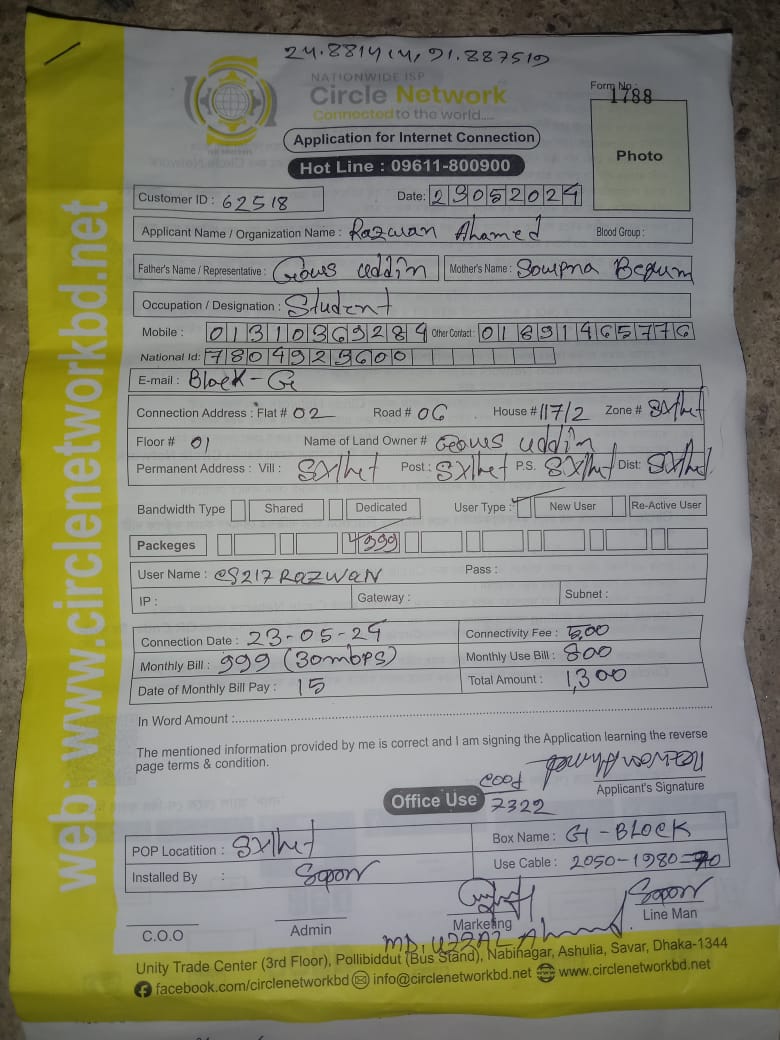 24.881414, 91.887519
NATIONWIDE ISP
Circle Network
Connected to the world....
Form No : 1788
Application for Internet Connection
Photo
Hot Line : 09611-800900
Customer ID : 62518 Date: 23052024
Applicant Name / Organization Name : Razwan Ahamed Blood Group :
Father's Name / Representative : Gous uddin Mother's Name : Soupna Begum
Occupation / Designation : Student
Mobile : 01310369284 Other Contact : 01891465776
National Id: 7804929600
E-mail : Block-G
Connection Address : Flat # 02 Road # 06 House # 117/2 Zone # Sylhet
Floor # 01 Name of Land Owner # Geous uddin
Permanent Address : Vill : Sylhet Post : Sylhet P.S. Sylhet Dist: Sylhet
Bandwidth Type Shared Dedicated User Type : New User Re-Active User
Packeges 999
User Name : cs217RAZWAN Pass :
IP : Gateway : Subnet :
Connection Date : 23-05-24 Connectivity Fee : 500
Monthly Bill : 999 (30mbps) Monthly Use Bill : 800
Date of Monthly Bill Pay : 15 Total Amount : 1,300
In Word Amount :
The mentioned information provided by me is correct and I am signing the Application learning the reverse
page terms & condition.
Applicant's Signature
Office Use 7322
POP Locatition : Sylhet Box Name : G-BLOCK
Installed By : Use Cable : 2050-1980=70
C.O.O Admin Marketing Line Man
MD. UZZAL Ahmed
Unity Trade Center (3rd Floor), Pollibiddut (Bus Stand), Nabinagar, Ashulia, Savar, Dhaka-1344
facebook.com/circlenetworkbd info@circlenetworkbd.net www.circlenetworkbd.net
web: www.circlenetworkbd.net